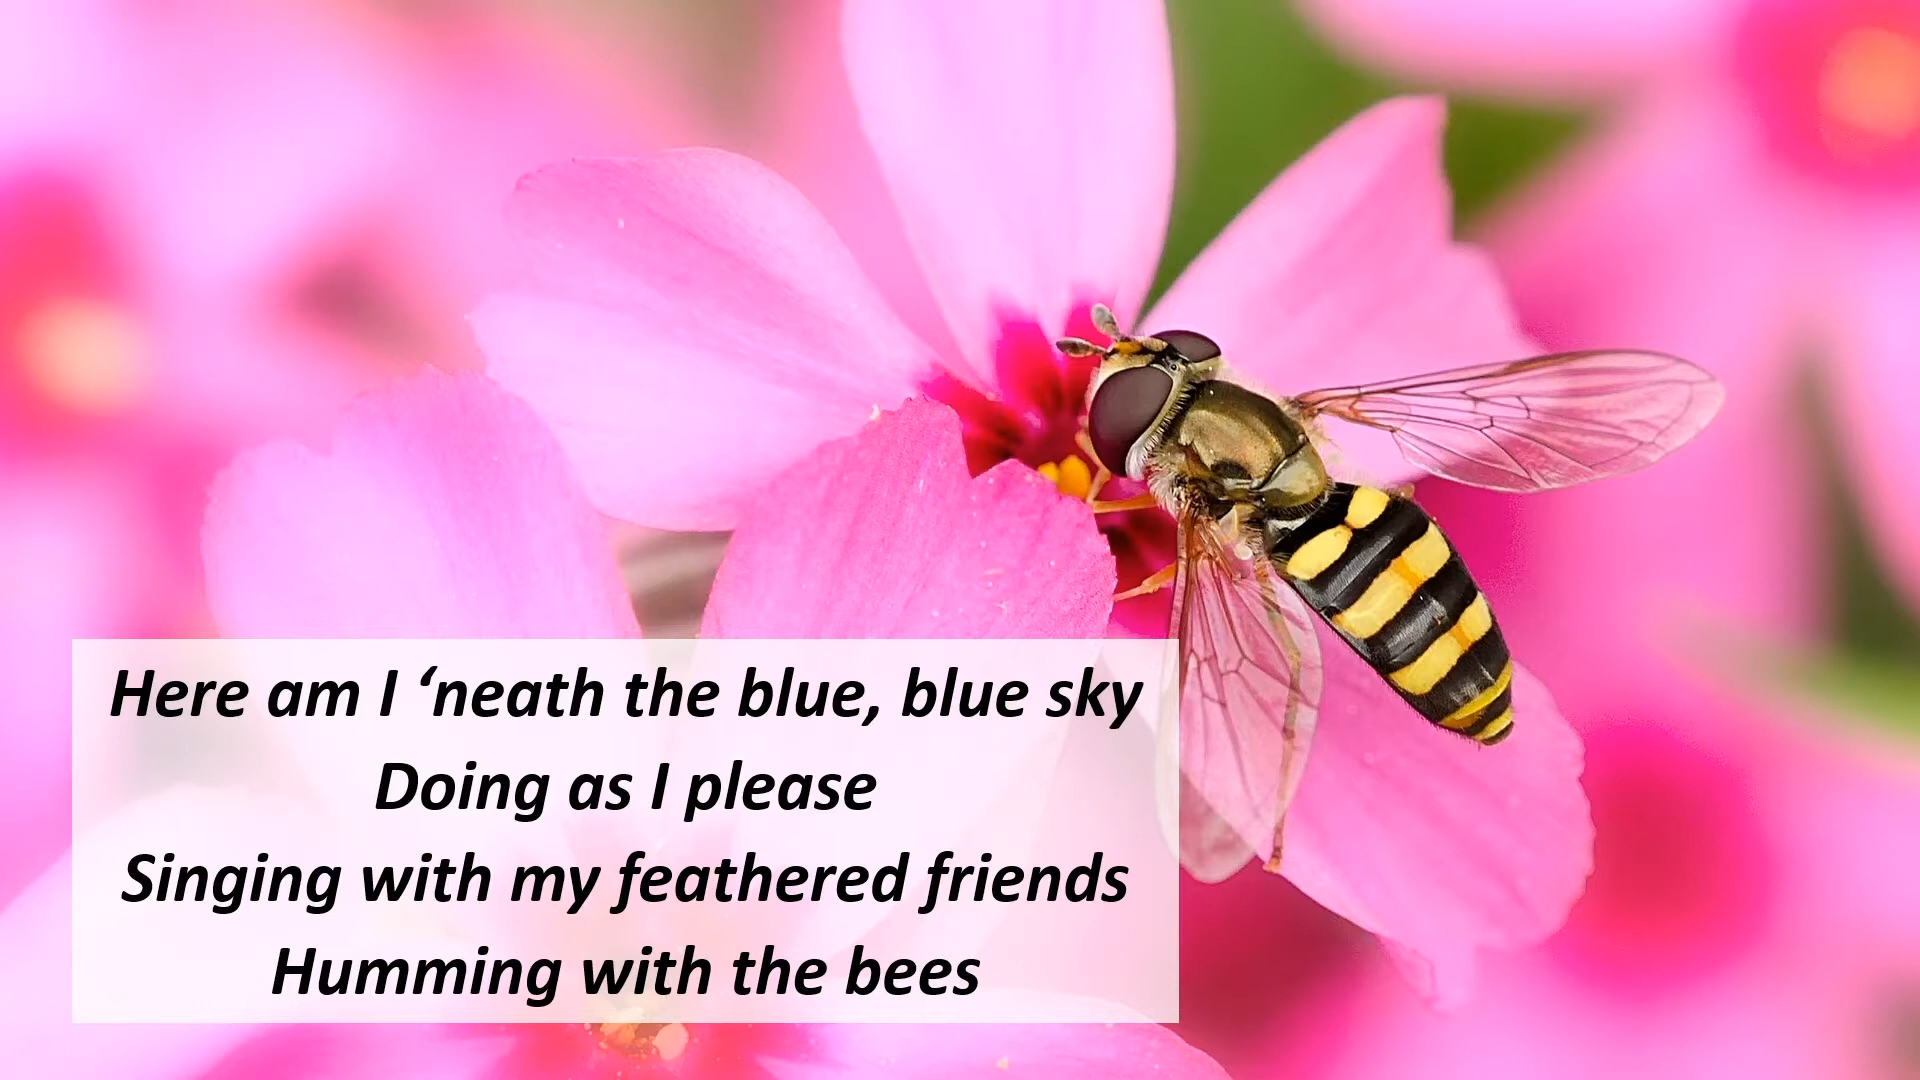 Here am I ‘neath the blue, blue sky
Doing as I please
Singing with my feathered friends
Humming with the bees